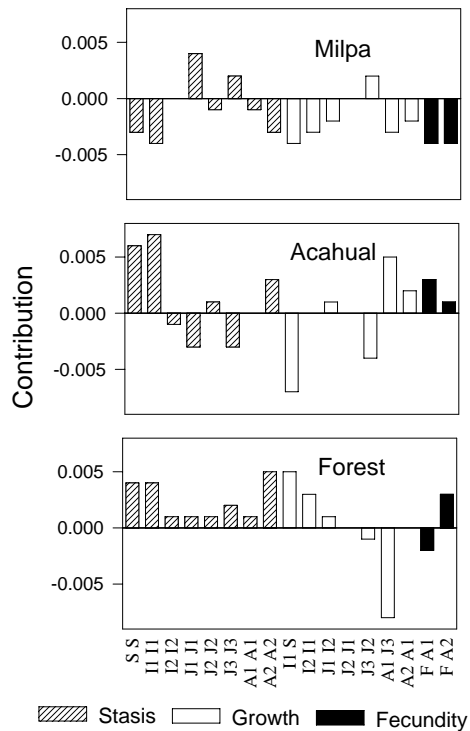 Milpa
0.005
0.000
-0.005
Acahual
0.005
0.000
-0.005
Contribution
Forest
0.005
0.000
-0.005
S S
I1 I1
I2 I2
J1 J1
J2 J2
J3 J3
A1 A1
A2 A2
I1 S
I2 I1
J1 I2
J2 J1
J3 J2
A1 J3
A2 A1
F A1
F A2
Stasis Growth Fecundity